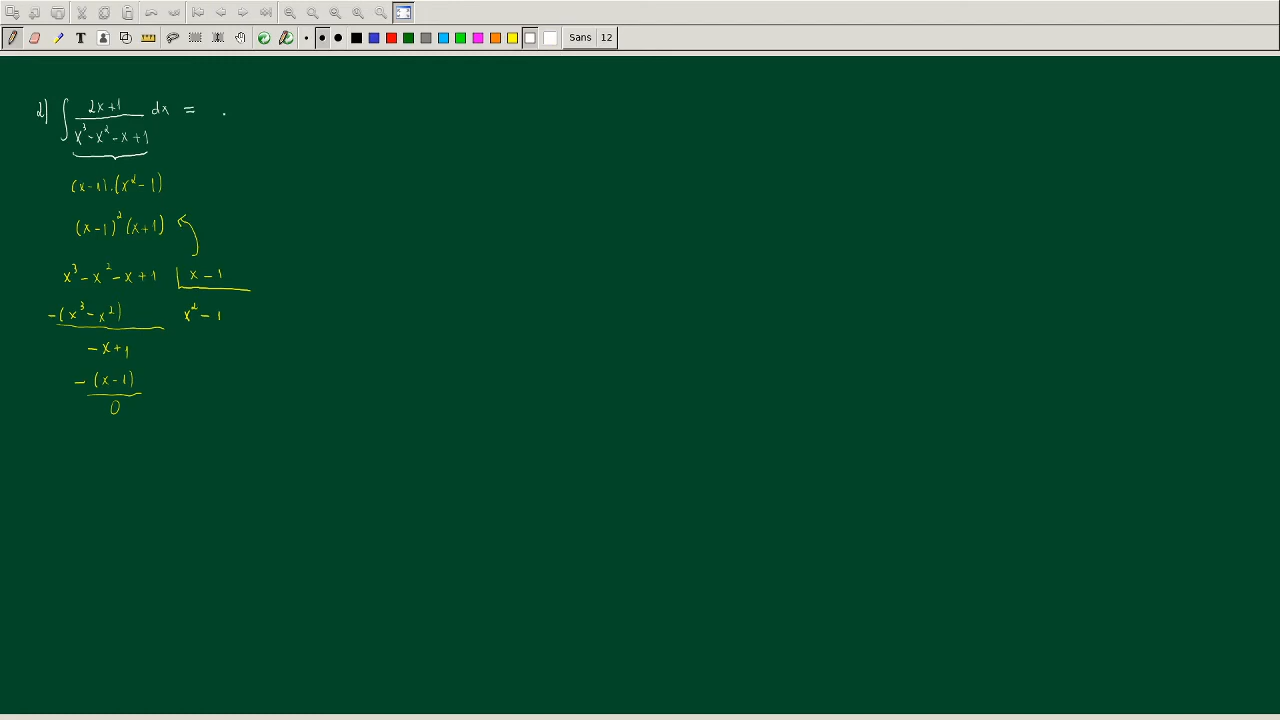 Sans 12
2) ∫ (2x+1)/(x³-x²-x+1) dx =
(x-1).(x²-1)
(x-1)²(x+1)
x³-x²-x+1 | x-1
-(x³-x²) x²-1
-x+1
-(x-1)
0